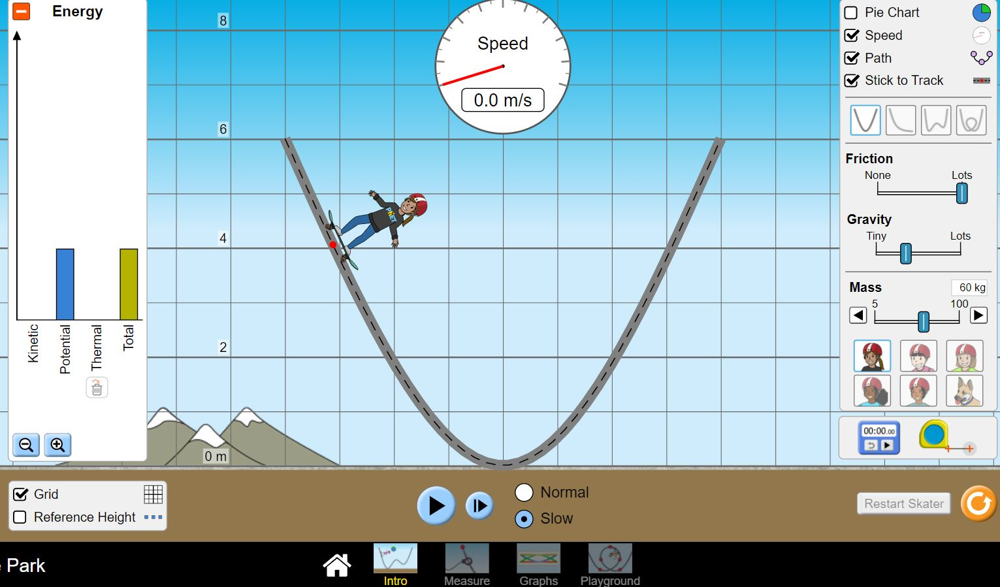 Energy
Kinetic
Potential
Thermal
Total
8
6
4
2
0 m
Speed
0.0 m/s
PhET
Pie Chart
Speed
Path
Stick to Track
Friction
None
Lots
Gravity
Tiny
Lots
Mass
60 kg
5
100
00:00.00
Grid
Reference Height
Normal
Slow
Restart Skater
Park
Intro
Measure
Graphs
Playground